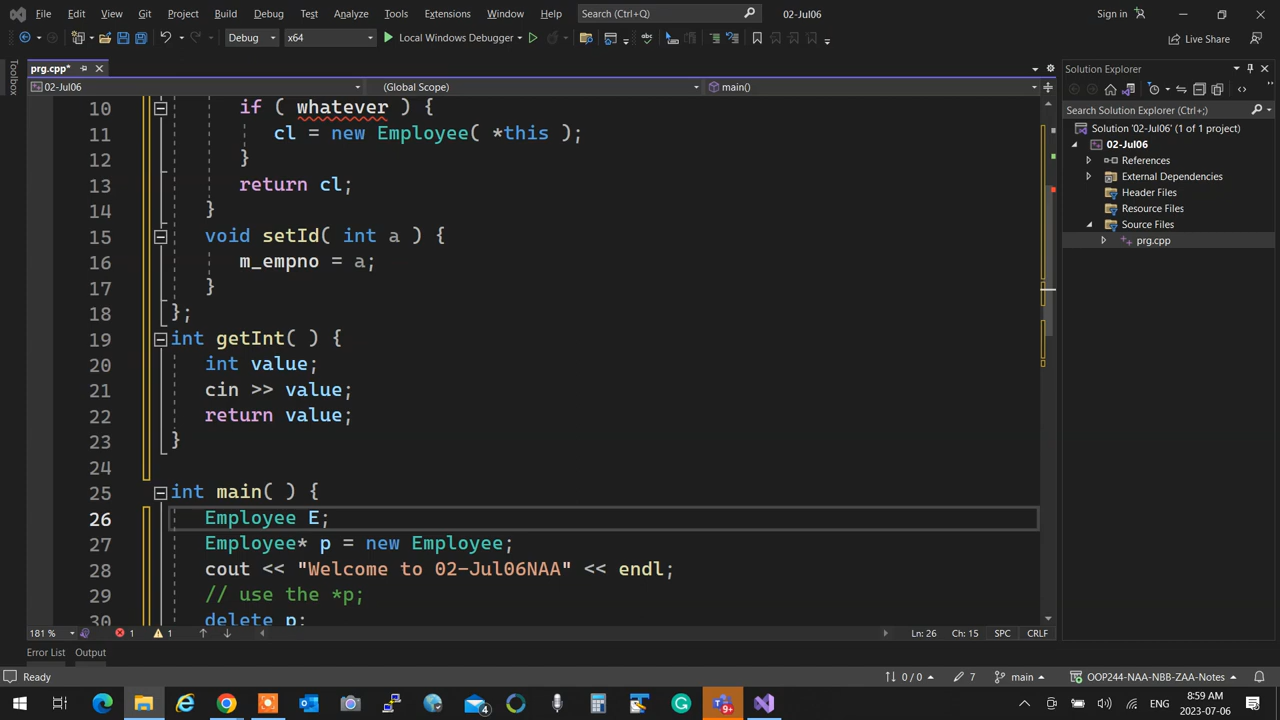 File Edit View Git Project Build Debug Test Analyze Tools Extensions Window Help Search (Ctrl+Q) 02-Jul06 Sign in
Debug x64 Local Windows Debugger Live Share
prg.cpp*
Toolbox
02-Jul06 (Global Scope) main()
10 if ( whatever ) {
11 cl = new Employee( *this );
12 }
13 return cl;
14 }
15 void setId( int a ) {
16 m_empno = a;
17 }
18 };
19 int getInt( ) {
20 int value;
21 cin >> value;
22 return value;
23 }
24
25 int main( ) {
26 Employee E;
27 Employee* p = new Employee;
28 cout << "Welcome to 02-Jul06NAA" << endl;
29 // use the *p;
30 delete p;
181 % 1 1 Ln: 26 Ch: 15 SPC CRLF
Error List Output
Solution Explorer
Search Solution Explorer (Ctrl+;)
Solution '02-Jul06' (1 of 1 project)
02-Jul06
References
External Dependencies
Header Files
Resource Files
Source Files
prg.cpp
Ready 0 / 0 7 main OOP244-NAA-NBB-ZAA-Notes
4 9+ ENG 8:59 AM
2023-07-06